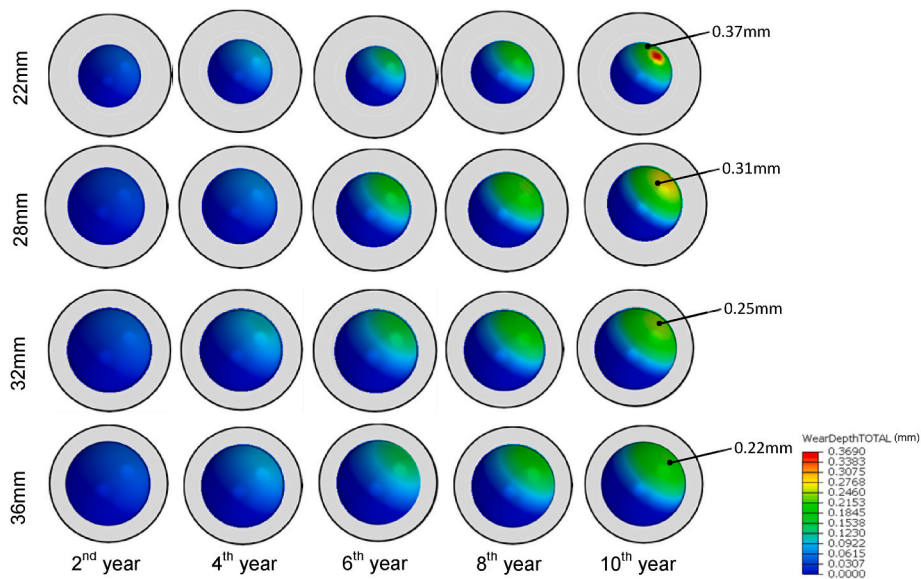 0.37mm
22mm
0.31mm
28mm
0.25mm
32mm
0.22mm
36mm
WearDepthTOTAL (mm)
0.3690
0.3383
0.3075
0.2768
0.2460
0.2153
0.1845
0.1538
0.1230
0.0922
0.0615
0.0307
0.0000
2nd year 4th year 6th year 8th year 10th year